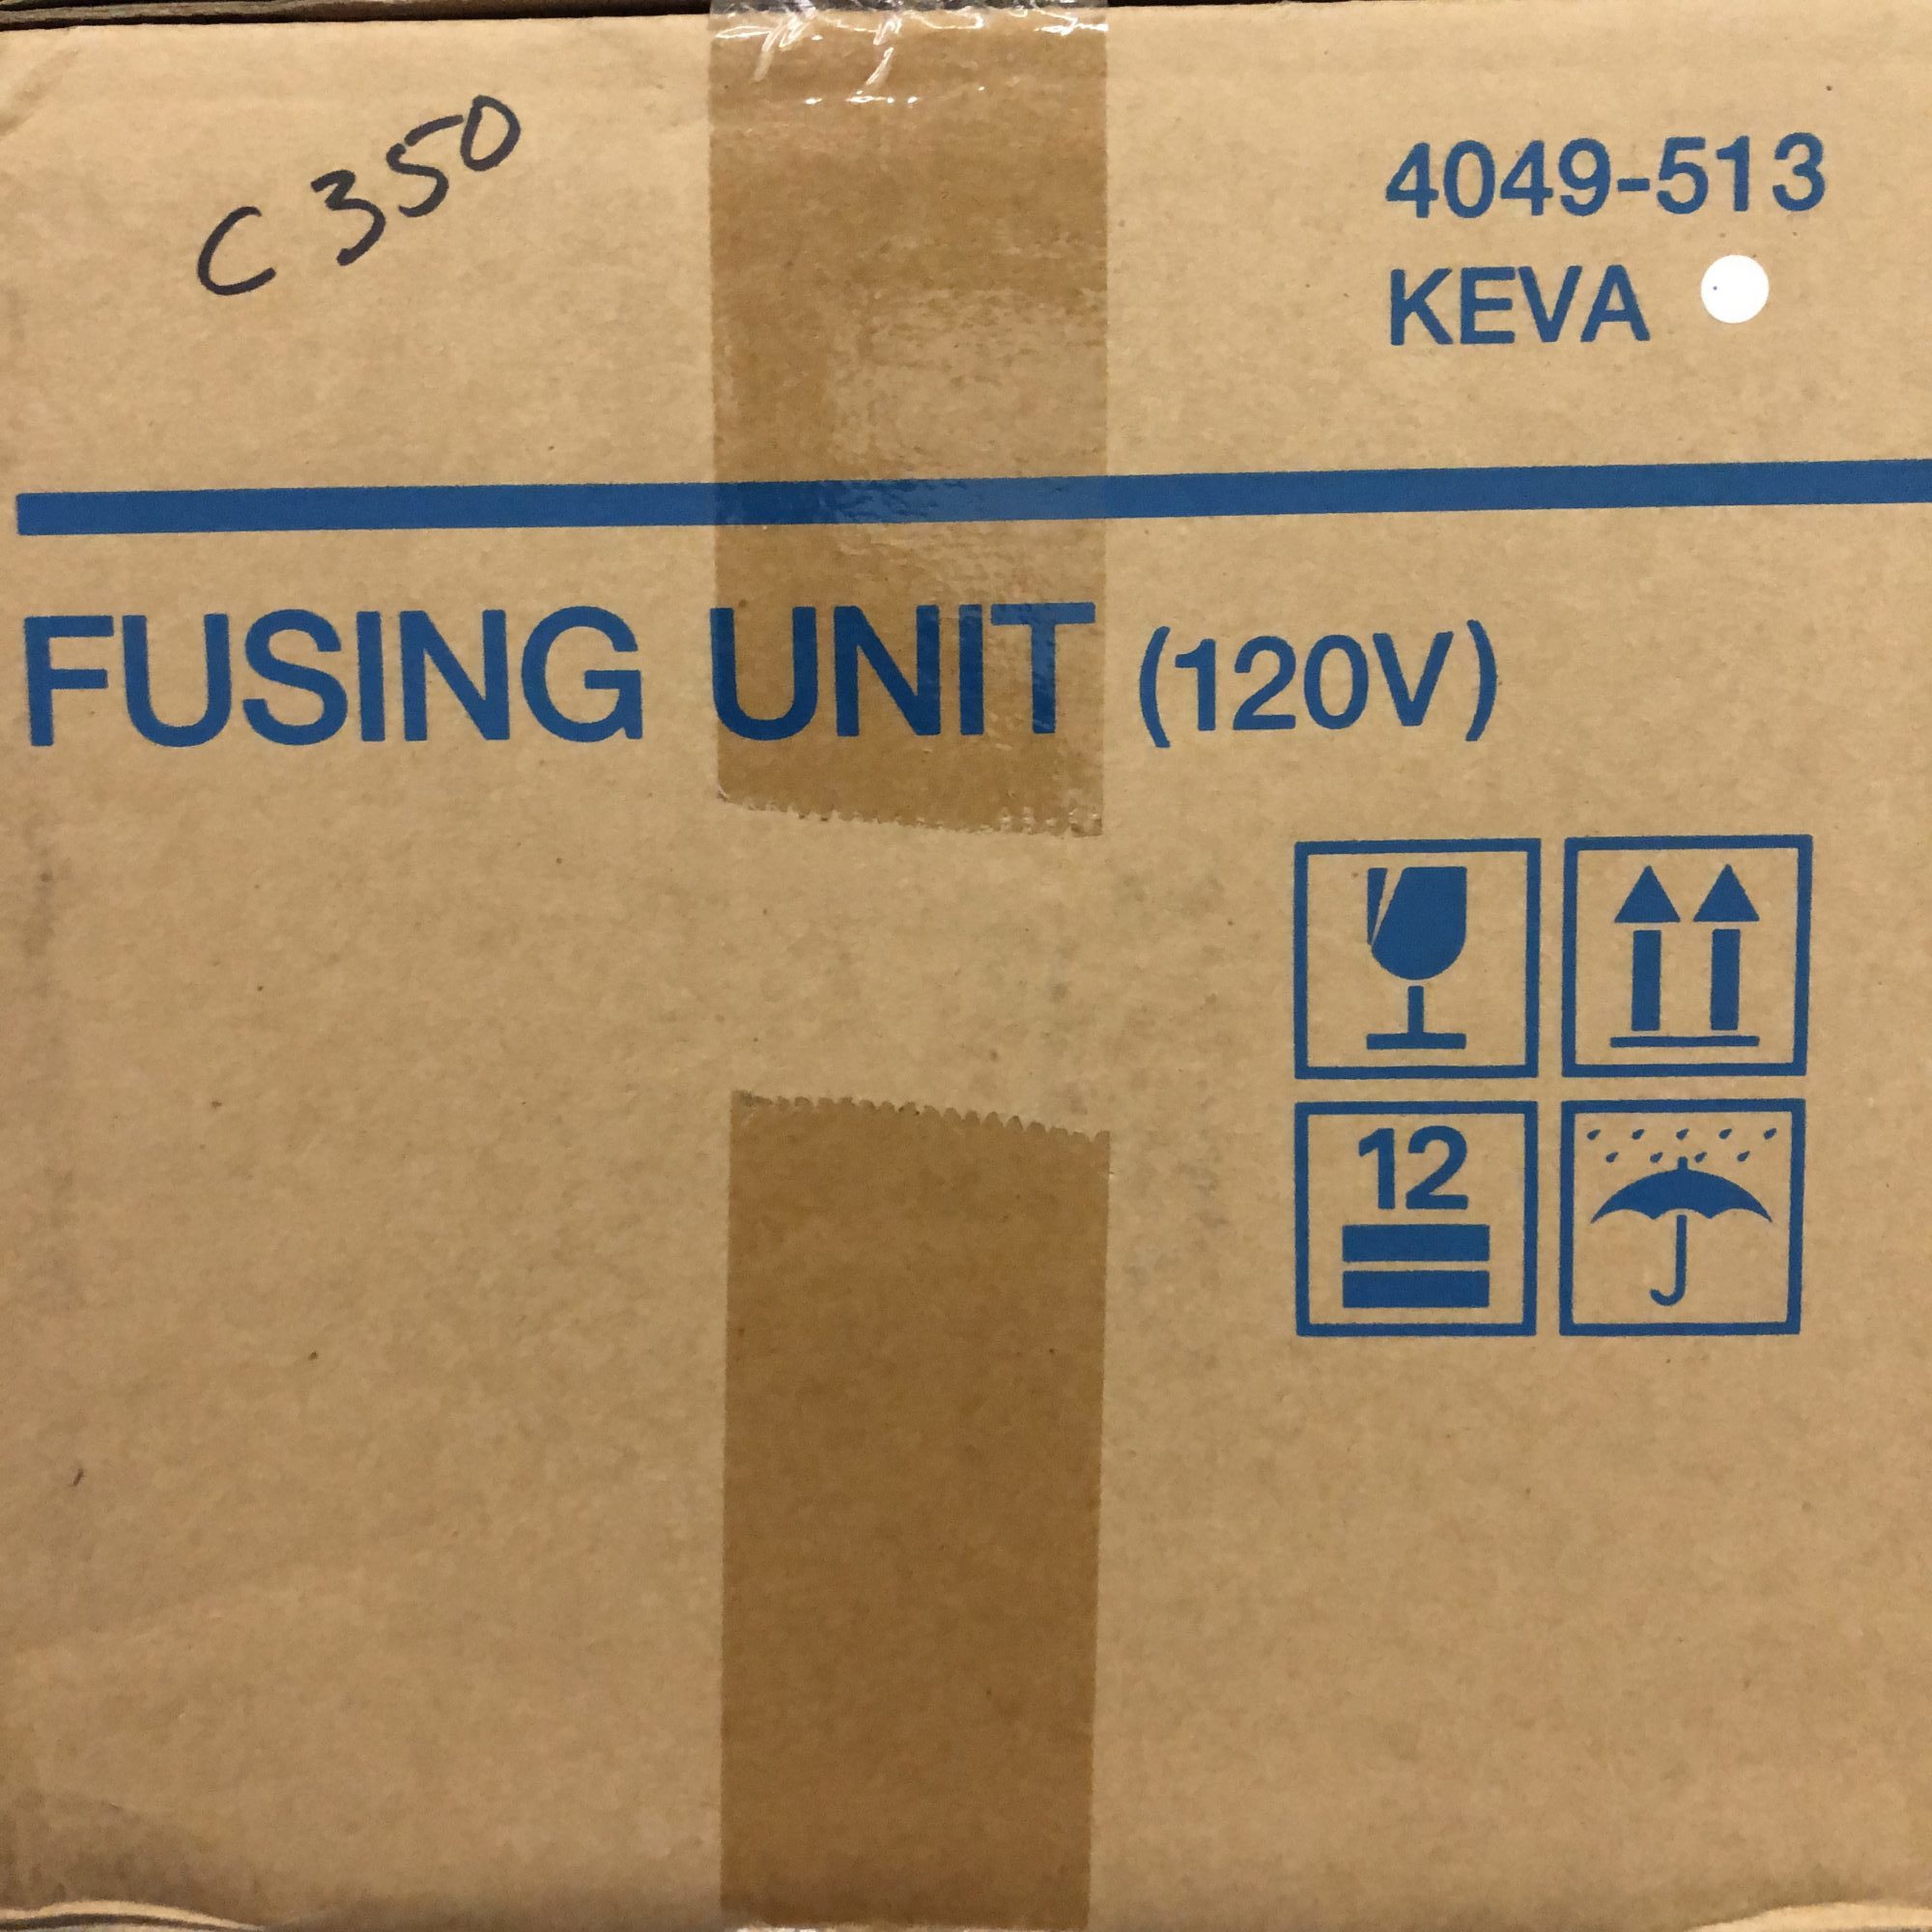 C350
4049-513
KEVA
FUSING UNIT (120V)
12